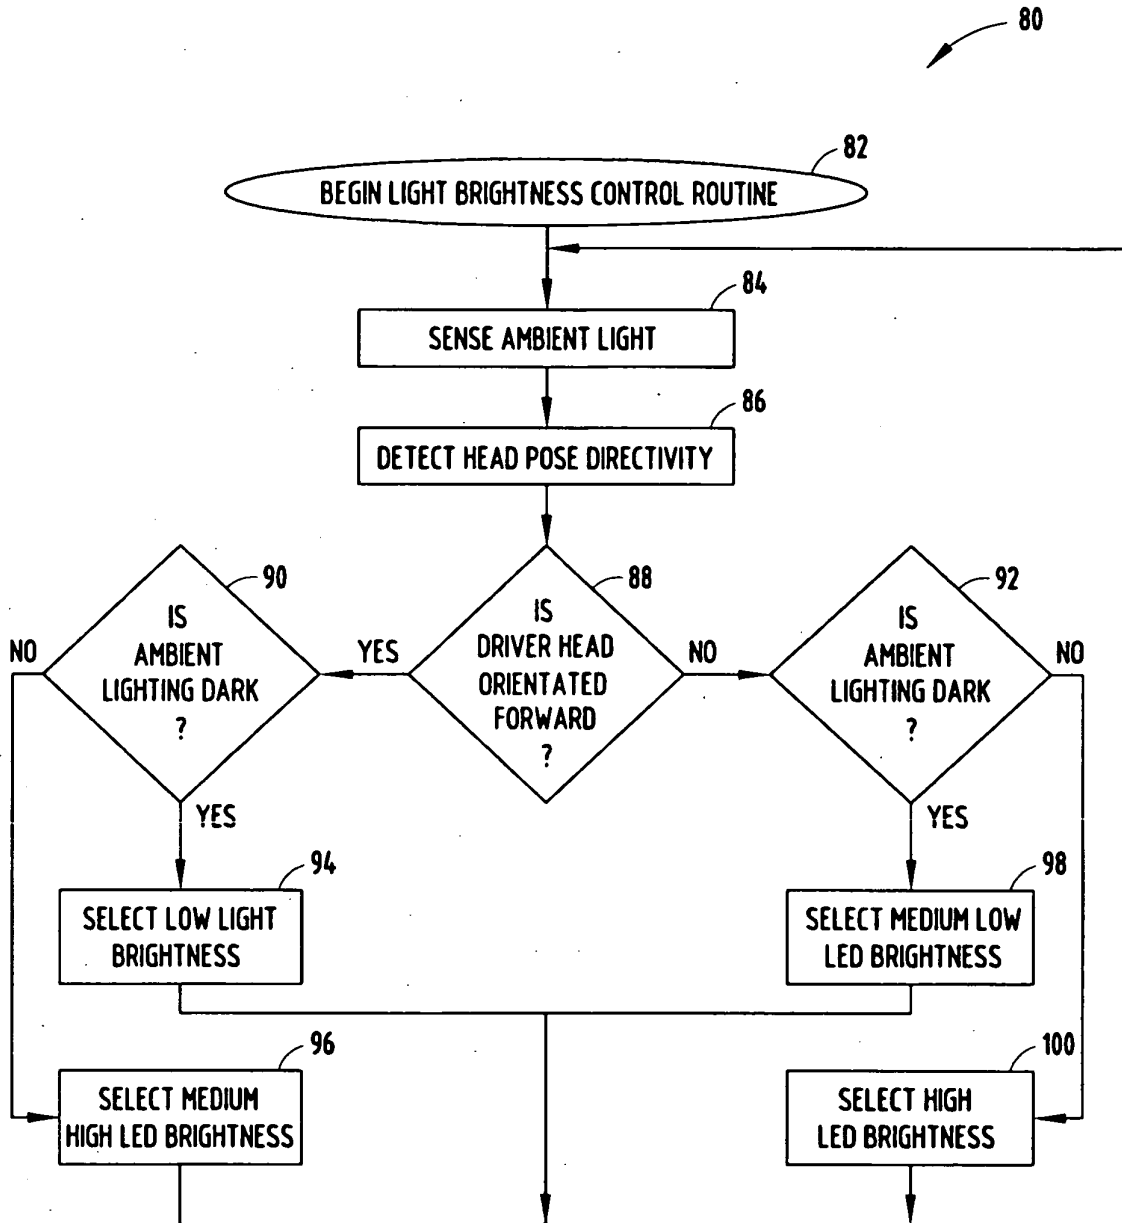 80
82
BEGIN LIGHT BRIGHTNESS CONTROL ROUTINE
84
SENSE AMBIENT LIGHT
86
DETECT HEAD POSE DIRECTIVITY
90
IS
AMBIENT
LIGHTING DARK
?
NO
YES
88
IS
DRIVER HEAD
ORIENTATED
FORWARD
?
YES
NO
92
IS
AMBIENT
LIGHTING DARK
?
NO
YES
94
SELECT LOW LIGHT
BRIGHTNESS
98
SELECT MEDIUM LOW
LED BRIGHTNESS
96
SELECT MEDIUM
HIGH LED BRIGHTNESS
100
SELECT HIGH
LED BRIGHTNESS